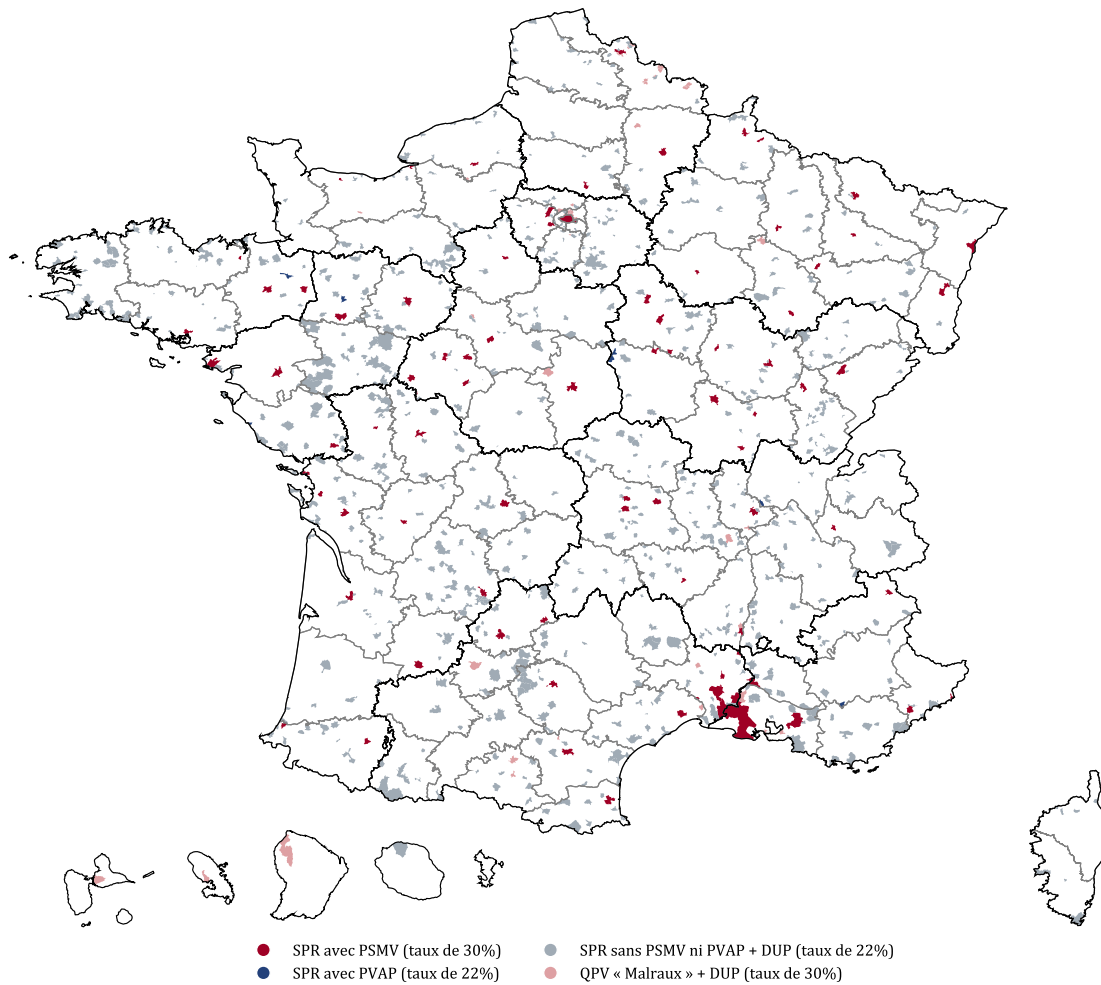 SPR avec PSMV (taux de 30%)
SPR sans PSMV ni PVAP + DUP (taux de 22%)
SPR avec PVAP (taux de 22%)
QPV « Malraux » + DUP (taux de 30%)